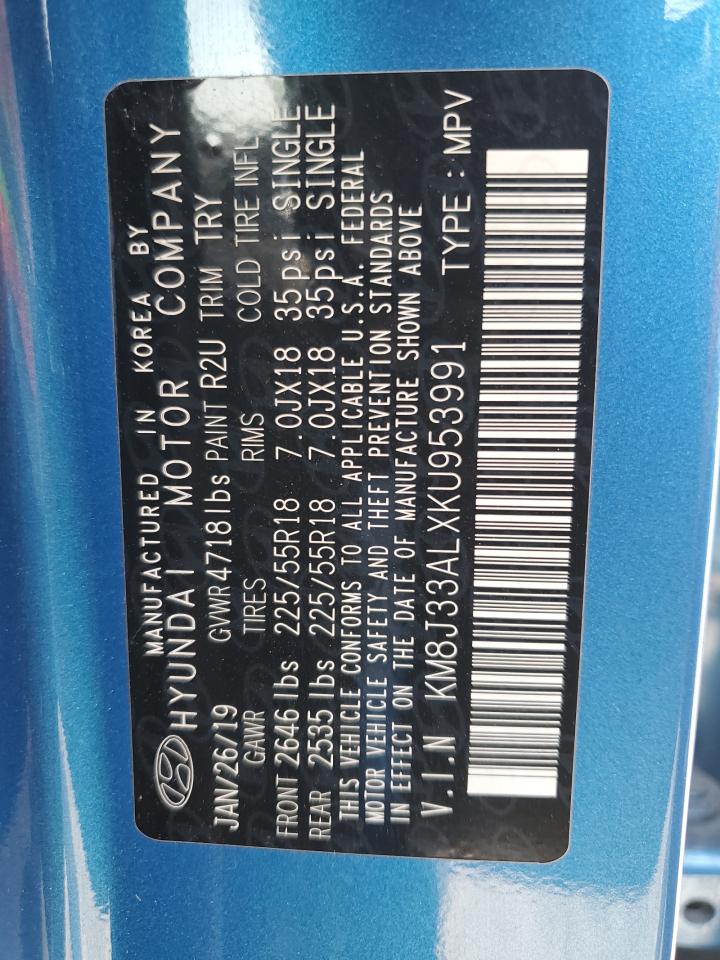 MANUFACTURED IN KOREA BY
HYUNDAI MOTOR COMPANY
JAN/26/19 GVWR 4718lbs PAINT R2U TRIM TRY
GAWR TIRES RIMS COLD TIRE INFL.
FRONT 2646 lbs 225/55R18 7.0JX18 35psi SINGLE
REAR 2535 lbs 225/55R18 7.0JX18 35psi SINGLE
THIS VEHICLE CONFORMS TO ALL APPLICABLE U.S.A. FEDERAL
MOTOR VEHICLE SAFETY AND THEFT PREVENTION STANDARDS
IN EFFECT ON THE DATE OF MANUFACTURE SHOWN ABOVE
V.I.N KM8J33ALXKU953991 TYPE : MPV